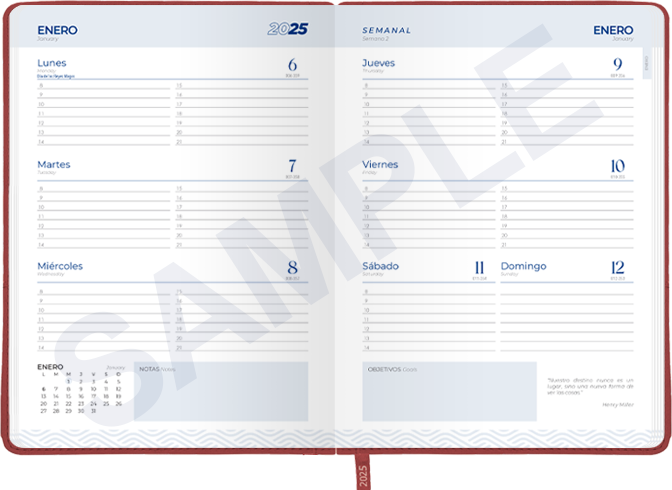 ENERO
January
2025
Lunes
Monday
Día de los Reyes Magos
6
006-359
8 15
9 16
10 17
11 18
12 19
13 20
14 21
Martes
Tuesday
7
007-358
8 15
9 16
10 17
11 18
12 19
13 20
14 21
Miércoles
Wednesday
8
008-357
8 15
9 16
10 17
11 18
12 19
13 20
14 21
ENERO January
L M M J V S D
1 2 3 4 5
6 7 8 9 10 11 12
13 14 15 16 17 18 19
20 21 22 23 24 25 26
27 28 29 30 31
NOTAS Notes
SEMANAL
Semana 2
ENERO
January
ENERO
Jueves
Thursday
9
009-356
8 15
9 16
10 17
11 18
12 19
13 20
14 21
Viernes
Friday
10
010-355
8 15
9 16
10 17
11 18
12 19
13 20
14 21
Sábado
Saturday
11
011-354
8
9
10
11
12
13
14
Domingo
Sunday
12
012-353
OBJETIVOS Goals
"Nuestro destino nunca es un
lugar, sino una nueva forma de
ver las cosas."
Henry Miller
2025
SAMPLE